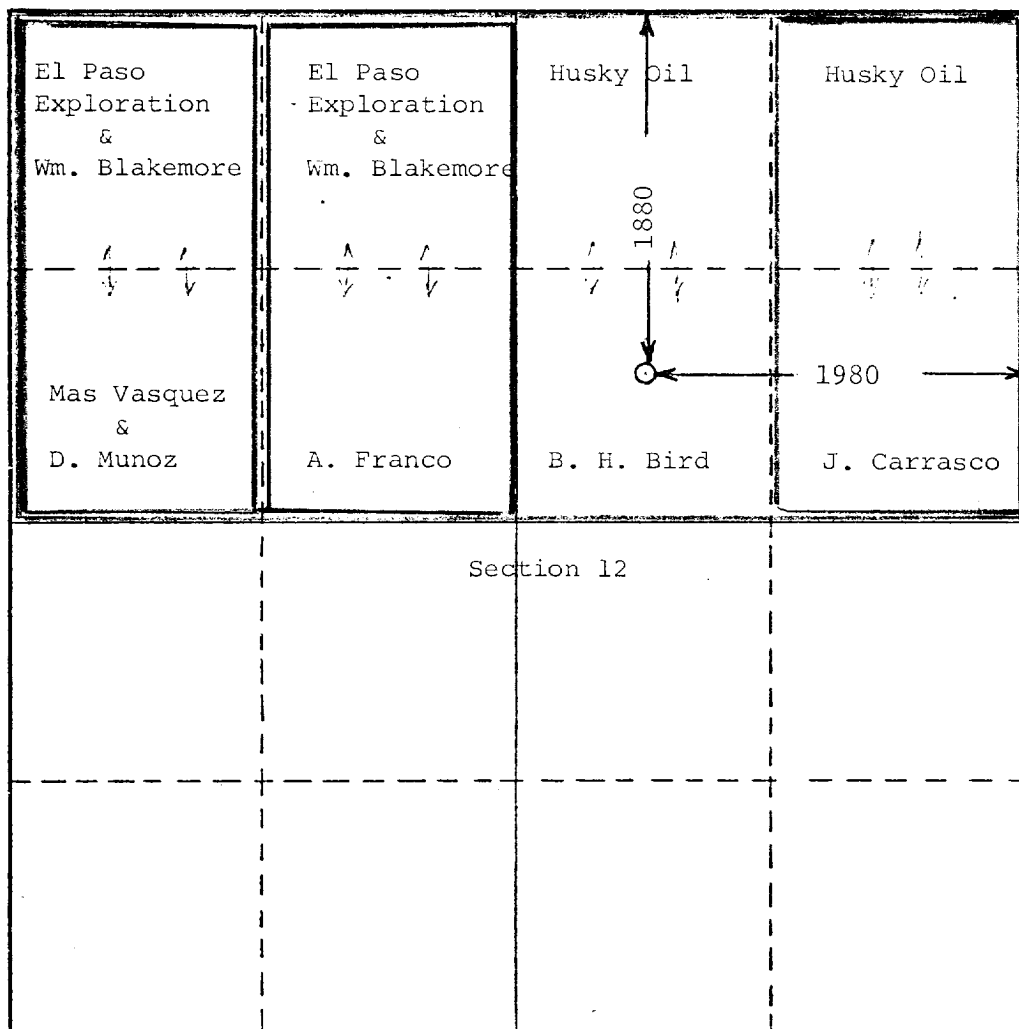 El Paso
Exploration
&
Wm. Blakemore
El Paso
Exploration
&
Wm. Blakemore
Husky Oil
Husky Oil
1880
1980
Mas Vasquez
&
D. Munoz
A. Franco
B. H. Bird
J. Carrasco
Section 12